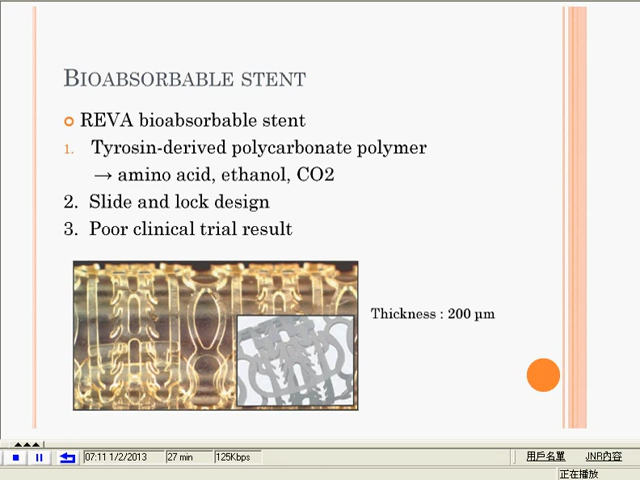 BIOABSORBABLE STENT
REVA bioabsorbable stent
1. Tyrosin-derived polycarbonate polymer
→ amino acid, ethanol, CO2
2. Slide and lock design
3. Poor clinical trial result
Thickness : 200 μm
07:11 1/2/2013 27 min 125Kbps 用戶名單 JNR內容
正在播放